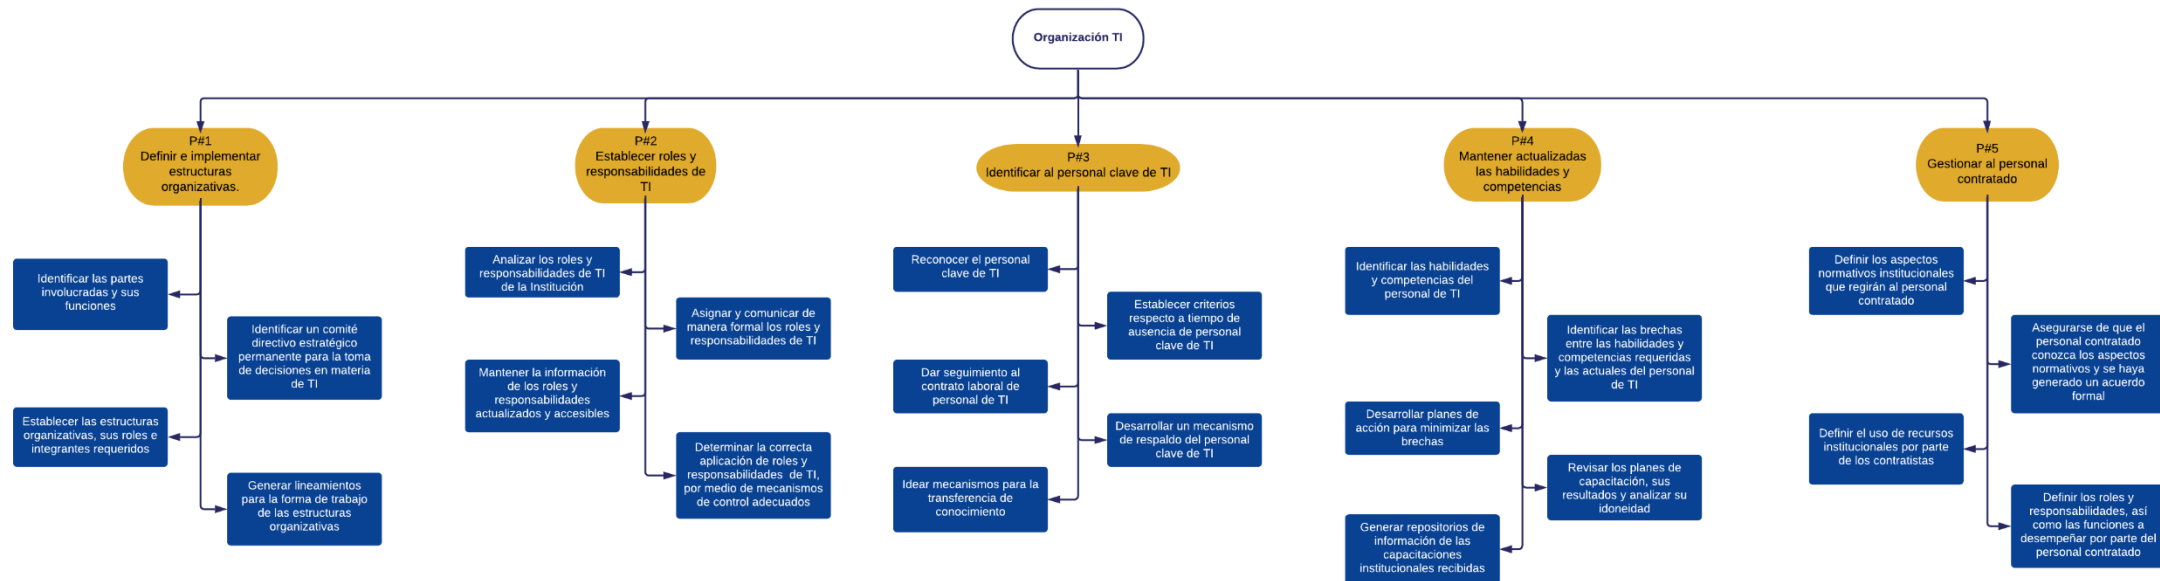 Organización TI
P#1
Definir e implementar
estructuras
organizativas.
P#2
Establecer roles y
responsabilidades de
TI
P#3
Identificar al personal clave de TI
P#4
Mantener actualizadas
las habilidades y
competencias
P#5
Gestionar al personal
contratado
Identificar las partes
involucradas y sus
funciones
Identificar un comité
directivo estratégico
permanente para la toma
de decisiones en materia
de TI
Establecer las estructuras
organizativas, sus roles e
integrantes requeridos
Generar lineamientos
para la forma de trabajo
de las estructuras
organizativas
Analizar los roles y
responsabilidades de TI
de la Institución
Asignar y comunicar de
manera formal los roles y
responsabilidades de TI
Mantener la información
de los roles y
responsabilidades
actualizados y accesibles
Determinar la correcta
aplicación de roles y
responsabilidades de TI,
por medio de mecanismos
de control adecuados
Reconocer el personal
clave de TI
Establecer criterios
respecto a tiempo de
ausencia de personal
clave de TI
Dar seguimiento al
contrato laboral de
personal de TI
Desarrollar un mecanismo
de respaldo del personal
clave de TI
Idear mecanismos para la
transferencia de
conocimiento
Identificar las habilidades
y competencias del
personal de TI
Identificar las brechas
entre las habilidades y
competencias requeridas
y las actuales del personal
de TI
Desarrollar planes de
acción para minimizar las
brechas
Revisar los planes de
capacitación, sus
resultados y analizar su
idoneidad
Generar repositorios de
información de las
capacitaciones
institucionales recibidas
Definir los aspectos
normativos institucionales
que regirán al personal
contratado
Asegurarse de que el
personal contratado
conozca los aspectos
normativos y se haya
generado un acuerdo
formal
Definir el uso de recursos
institucionales por parte
de los contratistas
Definir los roles y
responsabilidades, así
como las funciones a
desempeñar por parte del
personal contratado